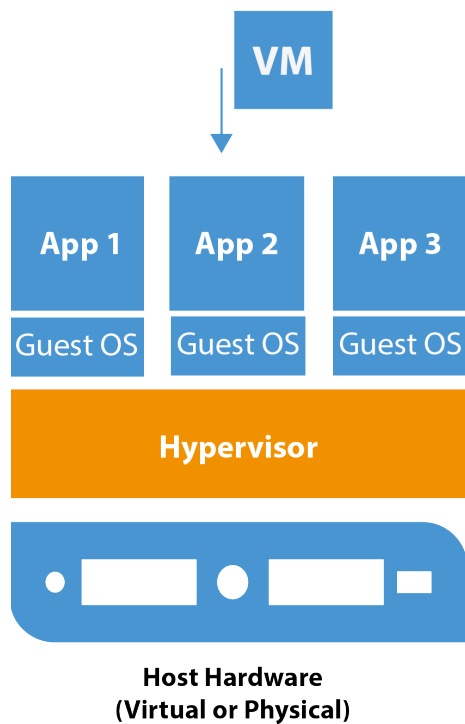 VM
App 1
App 2
App 3
Guest OS
Guest OS
Guest OS
Hypervisor
Host Hardware
(Virtual or Physical)